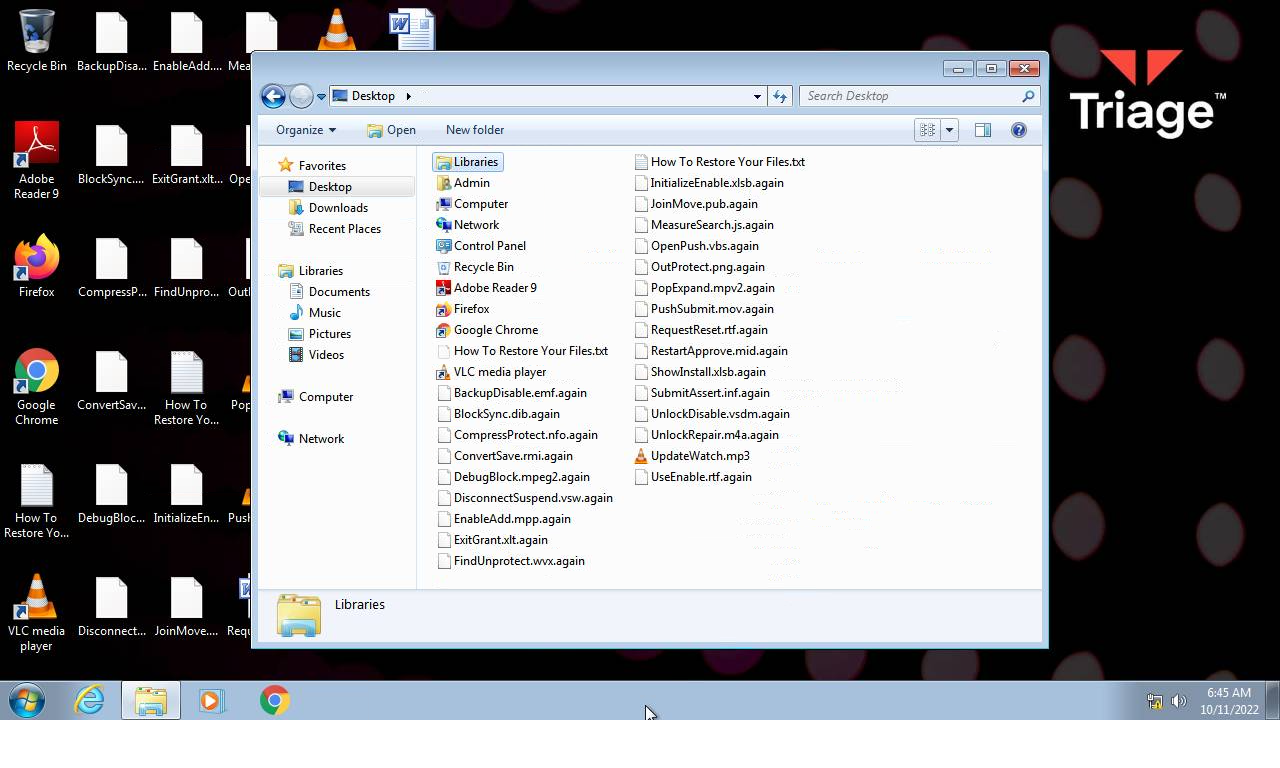 Recycle Bin
BackupDisa...
EnableAdd....
Mea
Adobe
Reader 9
BlockSync....
ExitGrant.xlt...
Ope
Firefox
CompressP...
FindUnpro...
Google
Chrome
ConvertSav...
How To
Restore Yo...
Pop
How To
Restore Yo...
DebugBloc...
InitializeEn...
Push
VLC media
player
Disconnect...
JoinMove....
Requ
Desktop
Search Desktop
Organize
Open
New folder
Favorites
Desktop
Downloads
Recent Places
Libraries
Documents
Music
Pictures
Videos
Computer
Network
Libraries
Admin
Computer
Network
Control Panel
Recycle Bin
Adobe Reader 9
Firefox
Google Chrome
How To Restore Your Files.txt
VLC media player
BackupDisable.emf.again
BlockSync.dib.again
CompressProtect.nfo.again
ConvertSave.rmi.again
DebugBlock.mpeg2.again
DisconnectSuspend.vsw.again
EnableAdd.mpp.again
ExitGrant.xlt.again
FindUnprotect.wvx.again
How To Restore Your Files.txt
InitializeEnable.xlsb.again
JoinMove.pub.again
MeasureSearch.js.again
OpenPush.vbs.again
OutProtect.png.again
PopExpand.mpv2.again
PushSubmit.mov.again
RequestReset.rtf.again
RestartApprove.mid.again
ShowInstall.xlsb.again
SubmitAssert.inf.again
UnlockDisable.vsdm.again
UnlockRepair.m4a.again
UpdateWatch.mp3
UseEnable.rtf.again
Libraries
Triage™
6:45 AM
10/11/2022